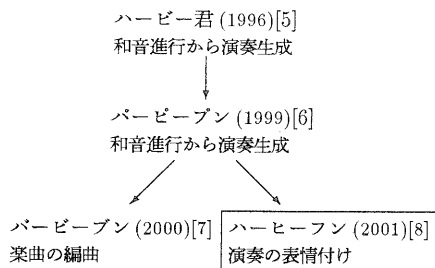 ハービー君 (1996)[5]
和音進行から演奏生成
パーピープン (1999)[6]
和音進行から演奏生成
バービーブン (2000)[7]
楽曲の編曲
ハーヒーフン (2001)[8]
演奏の表情付け